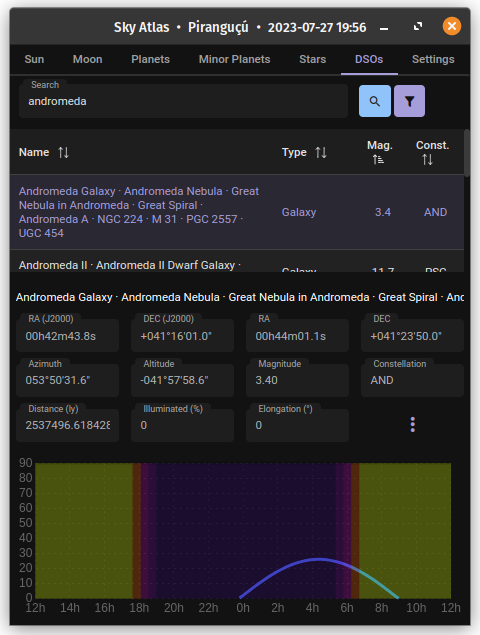 Sky Atlas • Piranguçú • 2023-07-27 19:56
Sun Moon Planets Minor Planets Stars DSOs Settings
Search
andromeda
Name Type Mag. Const.
Andromeda Galaxy · Andromeda Nebula · Great
Nebula in Andromeda · Great Spiral ·
Andromeda A · NGC 224 · M 31 · PGC 2557 ·
UGC 454
Galaxy 3.4 AND
Andromeda II · Andromeda II Dwarf Galaxy ·
Galaxy 11.7 PSC
Andromeda Galaxy · Andromeda Nebula · Great Nebula in Andromeda · Great Spiral · And
RA (J2000) DEC (J2000) RA DEC
00h42m43.8s +041°16'01.0" 00h44m01.1s +041°23'50.0"
Azimuth Altitude Magnitude Constellation
053°50'31.6" -041°57'58.6" 3.40 AND
Distance (ly) Illuminated (%) Elongation (°)
2537496.618428 0 0
90
80
70
60
50
40
30
20
10
0
12h 14h 16h 18h 20h 22h 0h 2h 4h 6h 8h 10h 12h